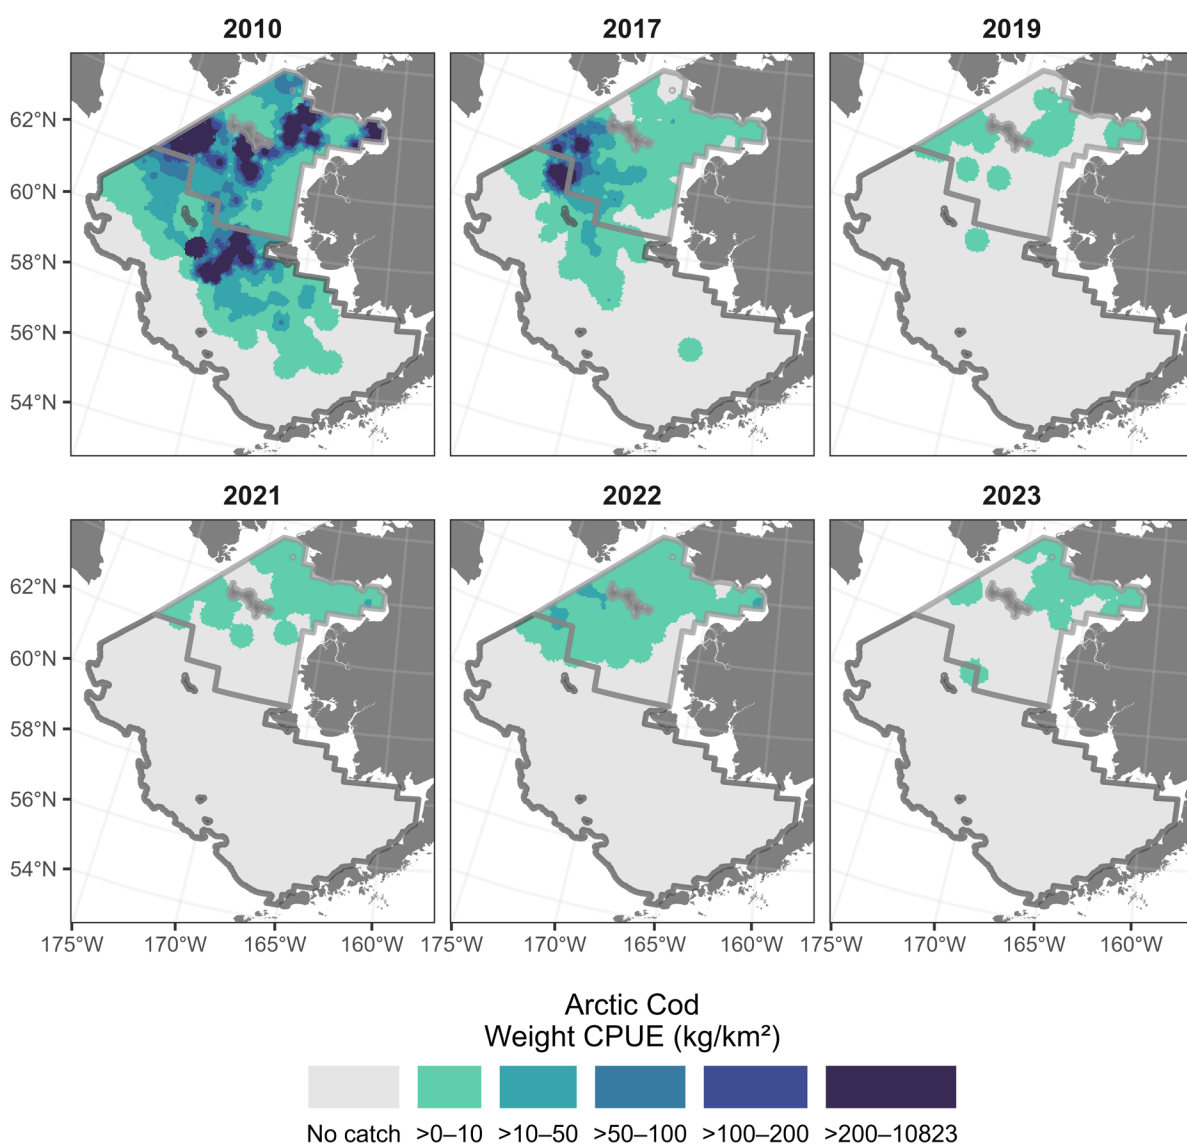 2010 2017 2019
62°N
60°N
58°N
56°N
54°N
2021 2022 2023
62°N
60°N
58°N
56°N
54°N
175°W 170°W 165°W 160°W 175°W 170°W 165°W 160°W 175°W 170°W 165°W 160°W
Arctic Cod
Weight CPUE (kg/km²)
No catch >0–10 >10–50 >50–100 >100–200 >200–10823